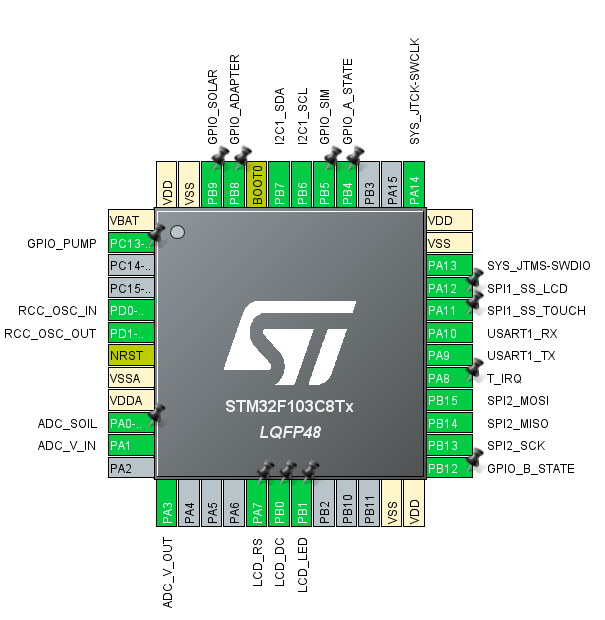 GPIO_SOLAR
GPIO_ADAPTER
I2C1_SDA
I2C1_SCL
GPIO_SIM
GPIO_A_STATE
SYS_JTCK-SWCLK
VDD
VSS
PB9
PB8
BOOT0
PB7
PB6
PB5
PB4
PB3
PA15
PA14
VBAT
GPIO_PUMP PC13-..
PC14-..
PC15-..
RCC_OSC_IN PD0-..
RCC_OSC_OUT PD1-..
NRST
VSSA
VDDA
ADC_SOIL PA0-..
ADC_V_IN PA1
PA2
ST
STM32F103C8Tx
LQFP48
VDD
VSS
PA13 SYS_JTMS-SWDIO
PA12 SPI1_SS_LCD
PA11 SPI1_SS_TOUCH
PA10 USART1_RX
PA9 USART1_TX
PA8 T_IRQ
PB15 SPI2_MOSI
PB14 SPI2_MISO
PB13 SPI2_SCK
PB12 GPIO_B_STATE
PA3
PA4
PA5
PA6
PA7
PB0
PB1
PB2
PB10
PB11
VSS
VDD
ADC_V_OUT
LCD_RS
LCD_DC
LCD_LED